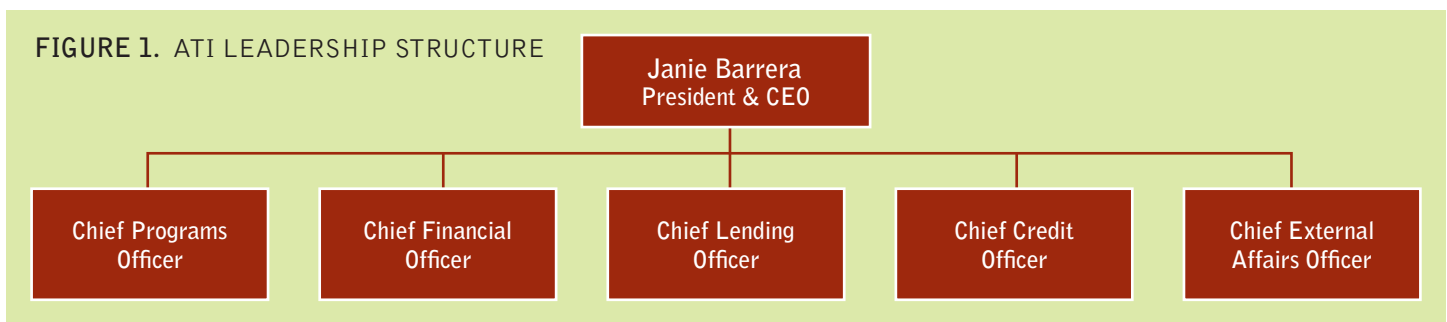 FIGURE 1. ATI LEADERSHIP STRUCTURE
Janie Barrera
President & CEO
Chief Programs
Officer
Chief Financial
Officer
Chief Lending
Officer
Chief Credit
Officer
Chief External
Affairs Officer